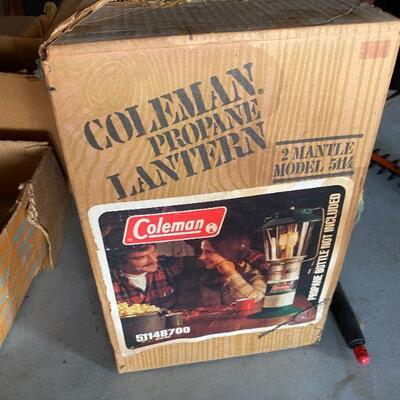 COLEMAN.
PROPANE
LANTERN
2 MANTLE
MODEL 5114
Coleman
PROPANE BOTTLE NOT INCLUDED
5114B700